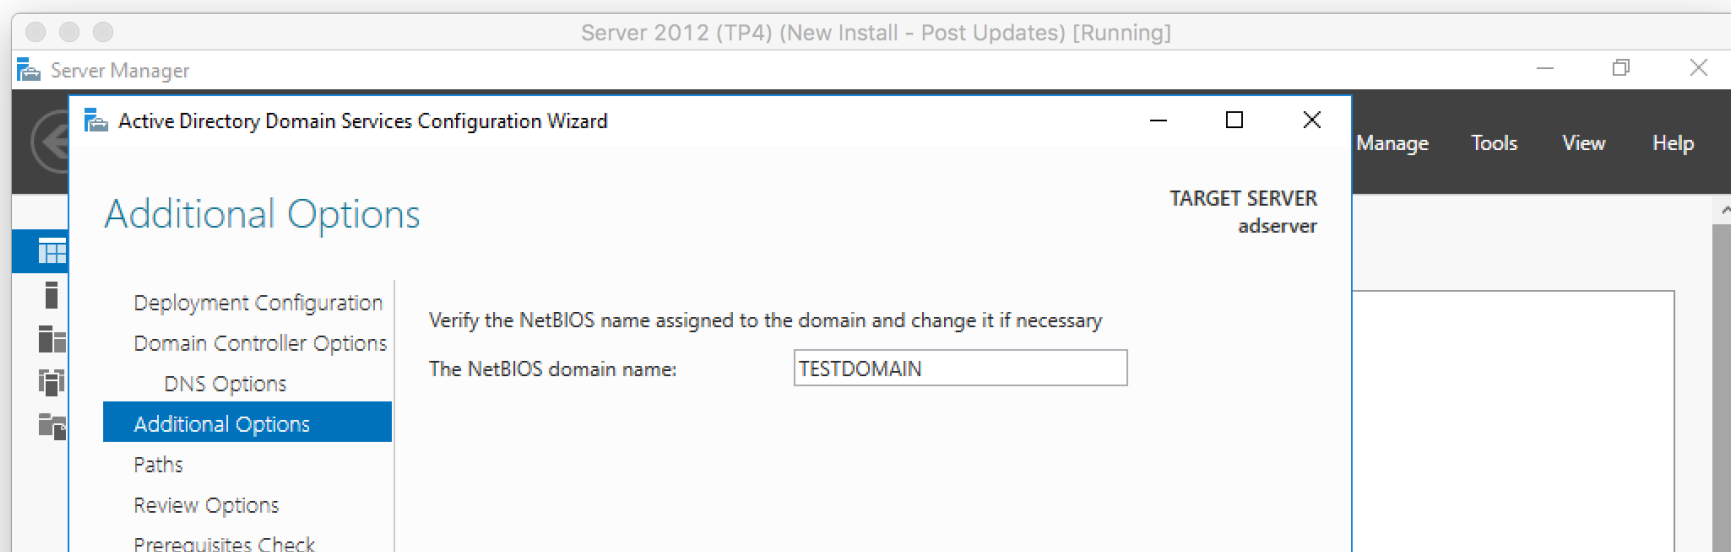 Server 2012 (TP4) (New Install - Post Updates) [Running]
Server Manager
Active Directory Domain Services Configuration Wizard
Manage Tools View Help
Additional Options
TARGET SERVER
adserver
Deployment Configuration
Domain Controller Options
DNS Options
Additional Options
Paths
Review Options
Prerequisites Check
Verify the NetBIOS name assigned to the domain and change it if necessary
The NetBIOS domain name: TESTDOMAIN